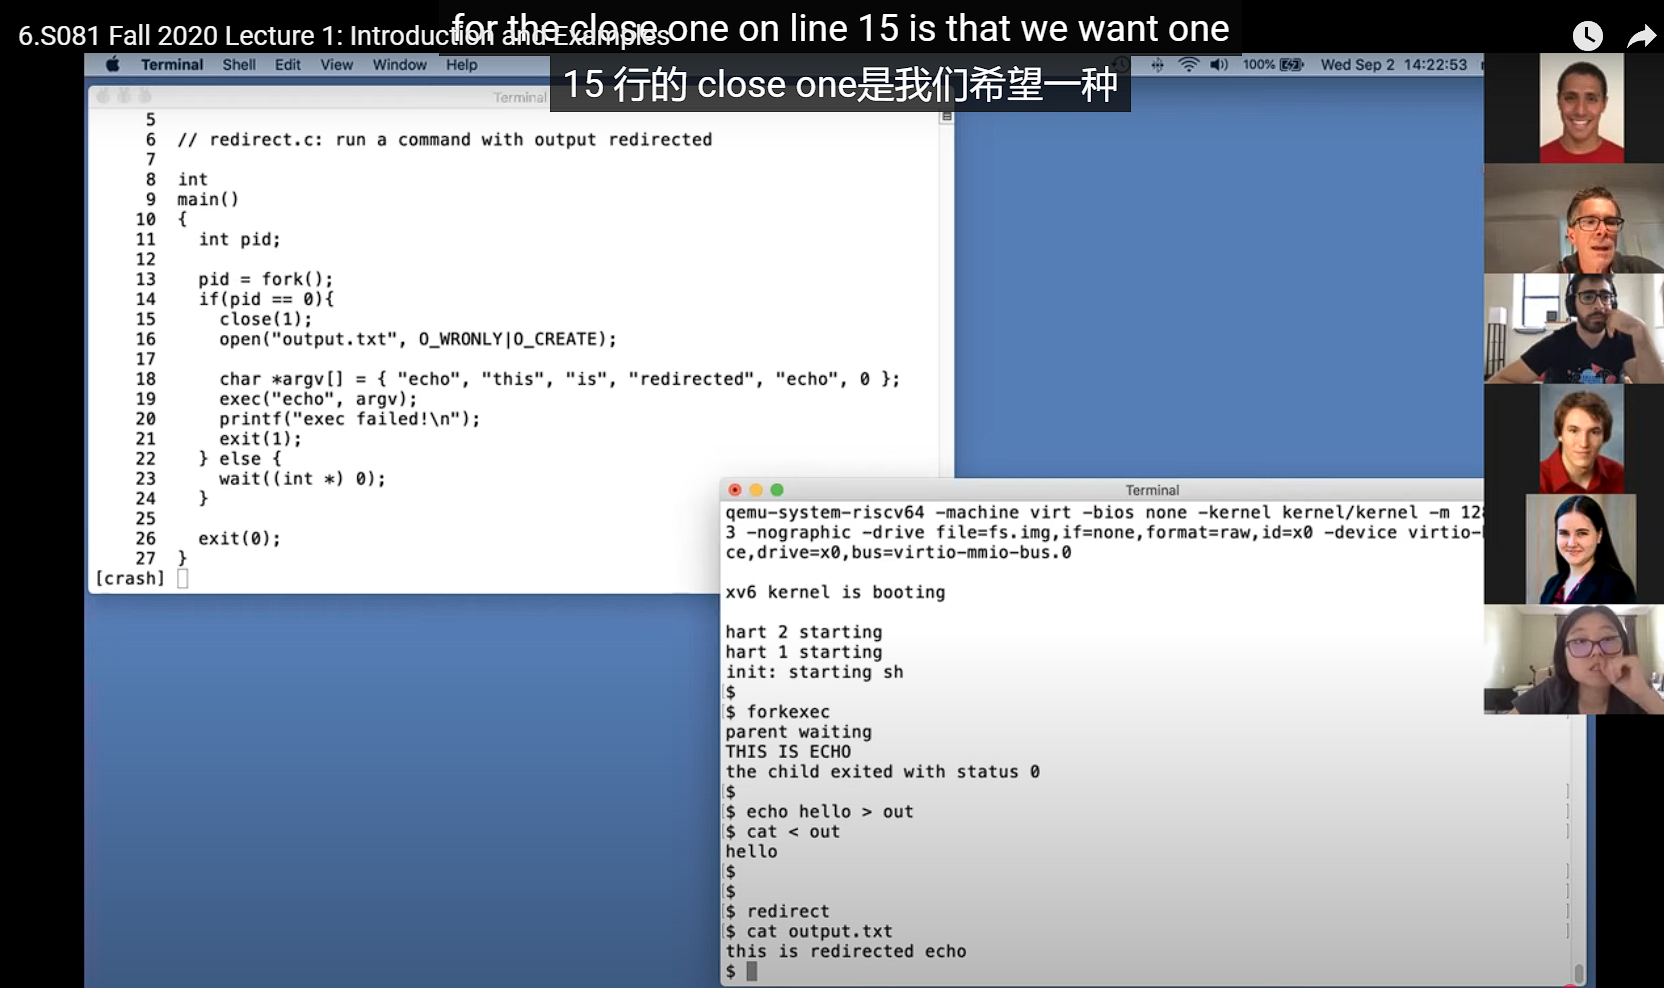 for the close one on line 15 is that we want one
6.S081 Fall 2020 Lecture 1: Introduction and Examples
15 行的 close one是我们希望一种
Terminal Shell Edit View Window Help
100% Wed Sep 2 14:22:53
Terminal
5
6 // redirect.c: run a command with output redirected
7
8 int
9 main()
10 {
11 int pid;
12
13 pid = fork();
14 if(pid == 0){
15 close(1);
16 open("output.txt", O_WRONLY|O_CREATE);
17
18 char *argv[] = { "echo", "this", "is", "redirected", "echo", 0 };
19 exec("echo", argv);
20 printf("exec failed!\n");
21 exit(1);
22 } else {
23 wait((int *) 0);
24 }
25
26 exit(0);
27 }
[crash]
Terminal
qemu-system-riscv64 -machine virt -bios none -kernel kernel/kernel -m 128
3 -nographic -drive file=fs.img,if=none,format=raw,id=x0 -device virtio-
ce,drive=x0,bus=virtio-mmio-bus.0
xv6 kernel is booting
hart 2 starting
hart 1 starting
init: starting sh
$
$ forkexec
parent waiting
THIS IS ECHO
the child exited with status 0
$
$ echo hello > out
$ cat < out
hello
$
$
$ redirect
$ cat output.txt
this is redirected echo
$